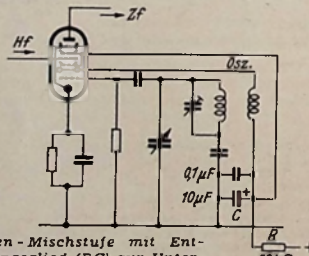 Zf
Hf
Osz.
0,1µF
10µF
+
C
R
+
en-Mischstufe mit Ent-